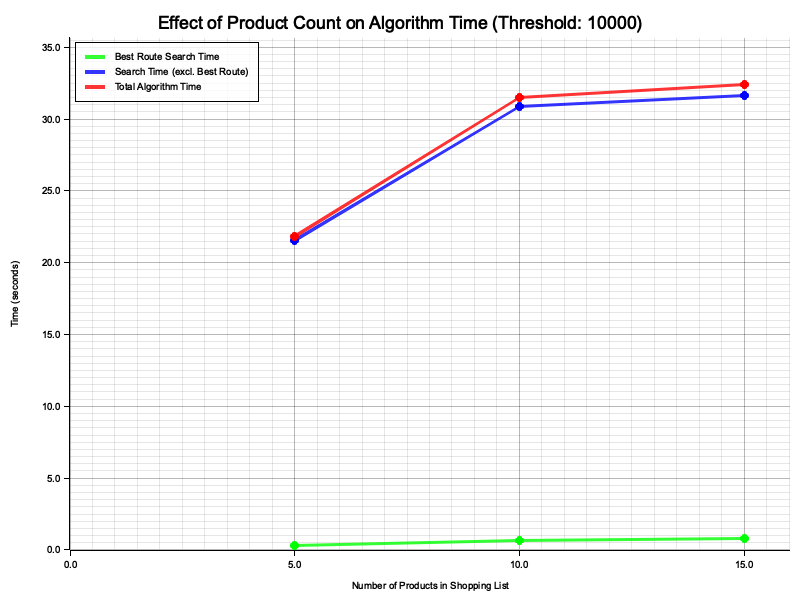 Effect of Product Count on Algorithm Time (Threshold: 10000)
35.0
Best Route Search Time
Search Time (excl. Best Route)
Total Algorithm Time
30.0
25.0
20.0
Time (seconds)
15.0
10.0
5.0
0.0
0.0 5.0 10.0 15.0
Number of Products in Shopping List